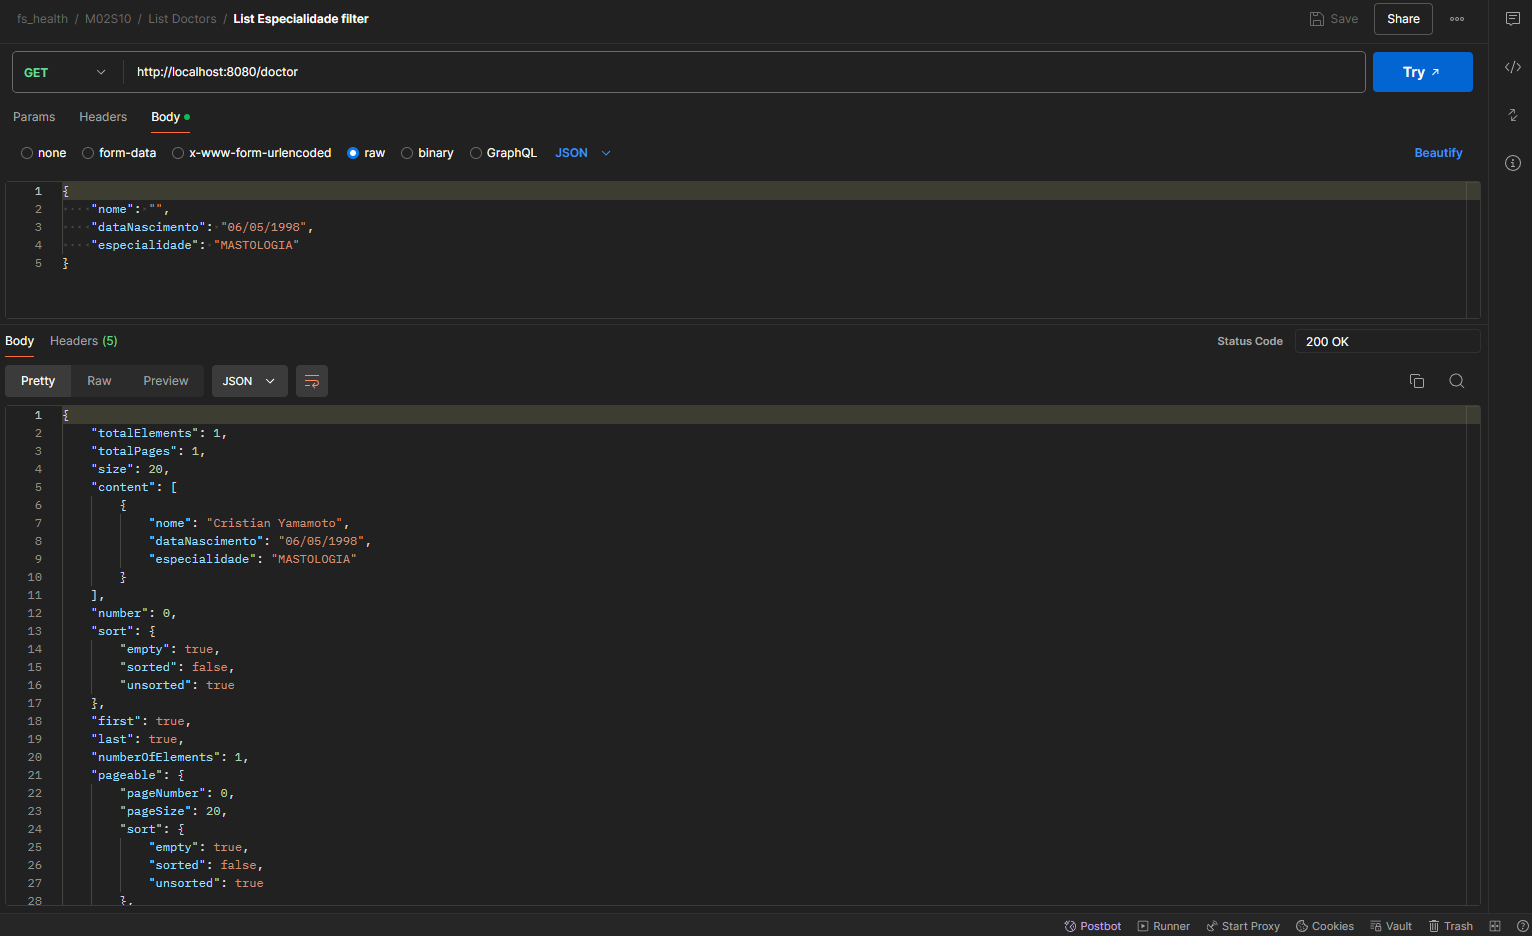 fs_health / M02S10 / List Doctors / List Especialidade filter
Save
Share
GET
http://localhost:8080/doctor
Try
Params Headers Body
none form-data x-www-form-urlencoded raw binary GraphQL JSON
Beautify
1 {
2 "nome": "",
3 "dataNascimento": "06/05/1998",
4 "especialidade": "MASTOLOGIA"
5 }
Body Headers (5)
Status Code 200 OK
Pretty Raw Preview JSON
1 {
2 "totalElements": 1,
3 "totalPages": 1,
4 "size": 20,
5 "content": [
6 {
7 "nome": "Cristian Yamamoto",
8 "dataNascimento": "06/05/1998",
9 "especialidade": "MASTOLOGIA"
10 }
11 ],
12 "number": 0,
13 "sort": {
14 "empty": true,
15 "sorted": false,
16 "unsorted": true
17 },
18 "first": true,
19 "last": true,
20 "numberOfElements": 1,
21 "pageable": {
22 "pageNumber": 0,
23 "pageSize": 20,
24 "sort": {
25 "empty": true,
26 "sorted": false,
27 "unsorted": true
28 },
Postbot Runner Start Proxy Cookies Vault Trash